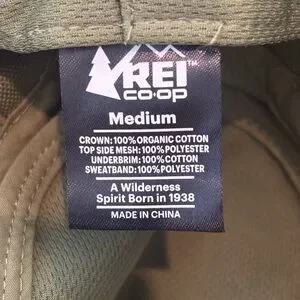 REI™
co·op
Medium
CROWN: 100% ORGANIC COTTON
TOP SIDE MESH: 100% POLYESTER
UNDERBRIM: 100% COTTON
SWEATBAND: 100% POLYESTER
A Wilderness
Spirit Born in 1938
MADE IN CHINA